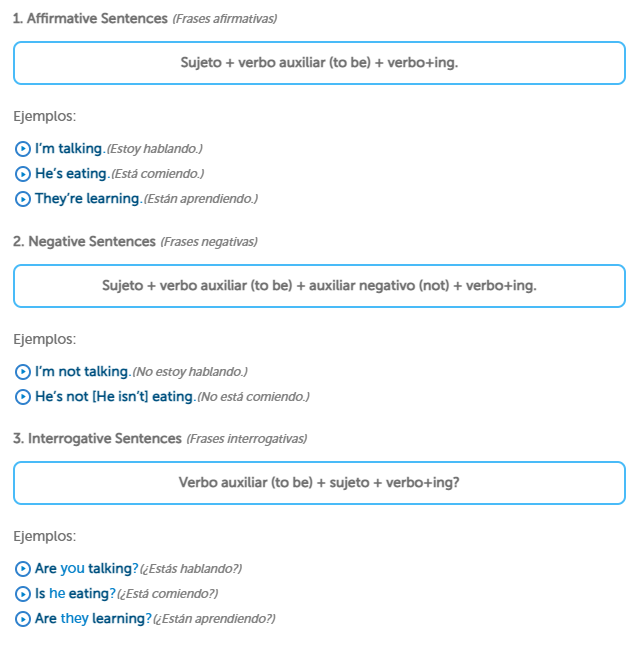 1. Affirmative Sentences (Frases afirmativas)
Sujeto + verbo auxiliar (to be) + verbo+ing.
Ejemplos:
I'm talking.(Estoy hablando.)
He's eating.(Está comiendo.)
They're learning.(Están aprendiendo.)
2. Negative Sentences (Frases negativas)
Sujeto + verbo auxiliar (to be) + auxiliar negativo (not) + verbo+ing.
Ejemplos:
I'm not talking.(No estoy hablando.)
He's not [He isn't] eating.(No está comiendo.)
3. Interrogative Sentences (Frases interrogativas)
Verbo auxiliar (to be) + sujeto + verbo+ing?
Ejemplos:
Are you talking?(¿Estás hablando?)
Is he eating?(¿Está comiendo?)
Are they learning?(¿Están aprendiendo?)